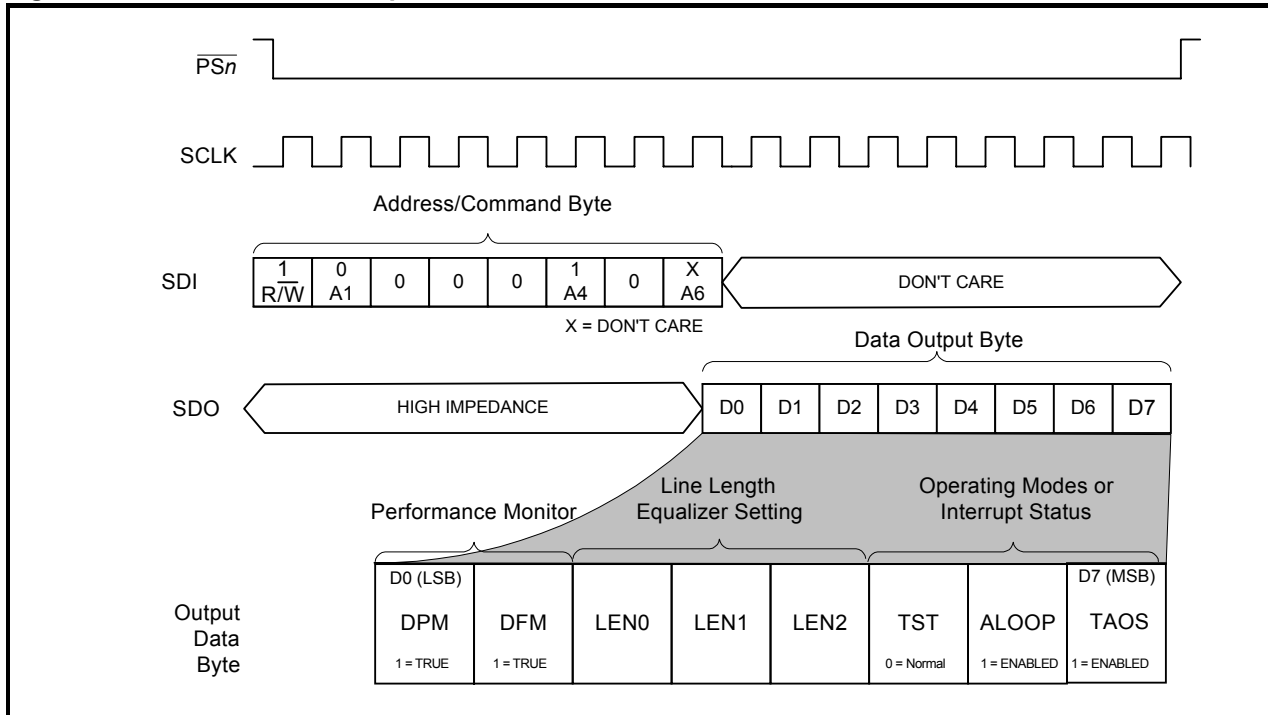 PSn
SCLK
Address/Command Byte
SDI
1 0 0 0 0 1 0 X
R/W A1 A4 A6
DON'T CARE
X = DON'T CARE
Data Output Byte
SDO
HIGH IMPEDANCE
D0 D1 D2 D3 D4 D5 D6 D7
Performance Monitor
Line Length
Equalizer Setting
Operating Modes or
Interrupt Status
Output
Data
Byte
D0 (LSB) D7 (MSB)
DPM DFM LEN0 LEN1 LEN2 TST ALOOP TAOS
1 = TRUE 1 = TRUE 0 = Normal 1 = ENABLED 1 = ENABLED